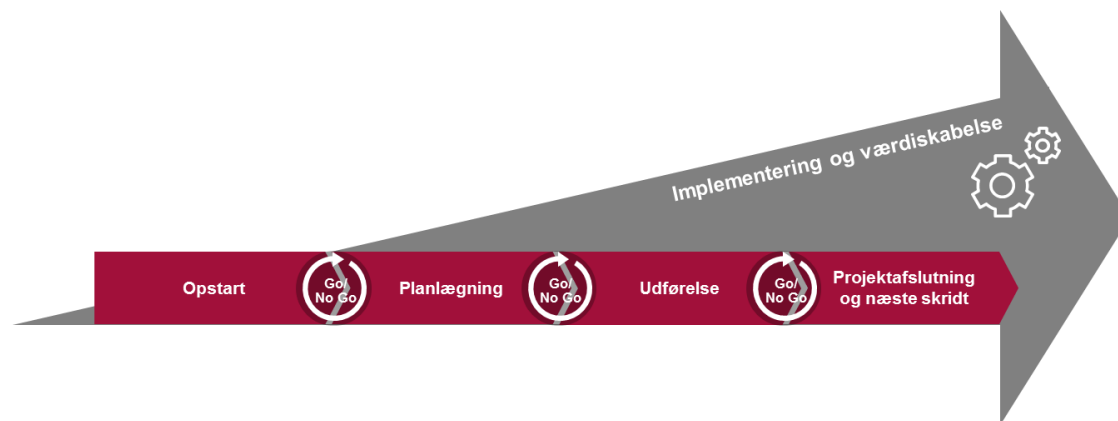 Implementering og værdiskabelse
Opstart
Go/
No Go
Planlægning
Go/
No Go
Udførelse
Go/
No Go
Projektafslutning
og næste skridt